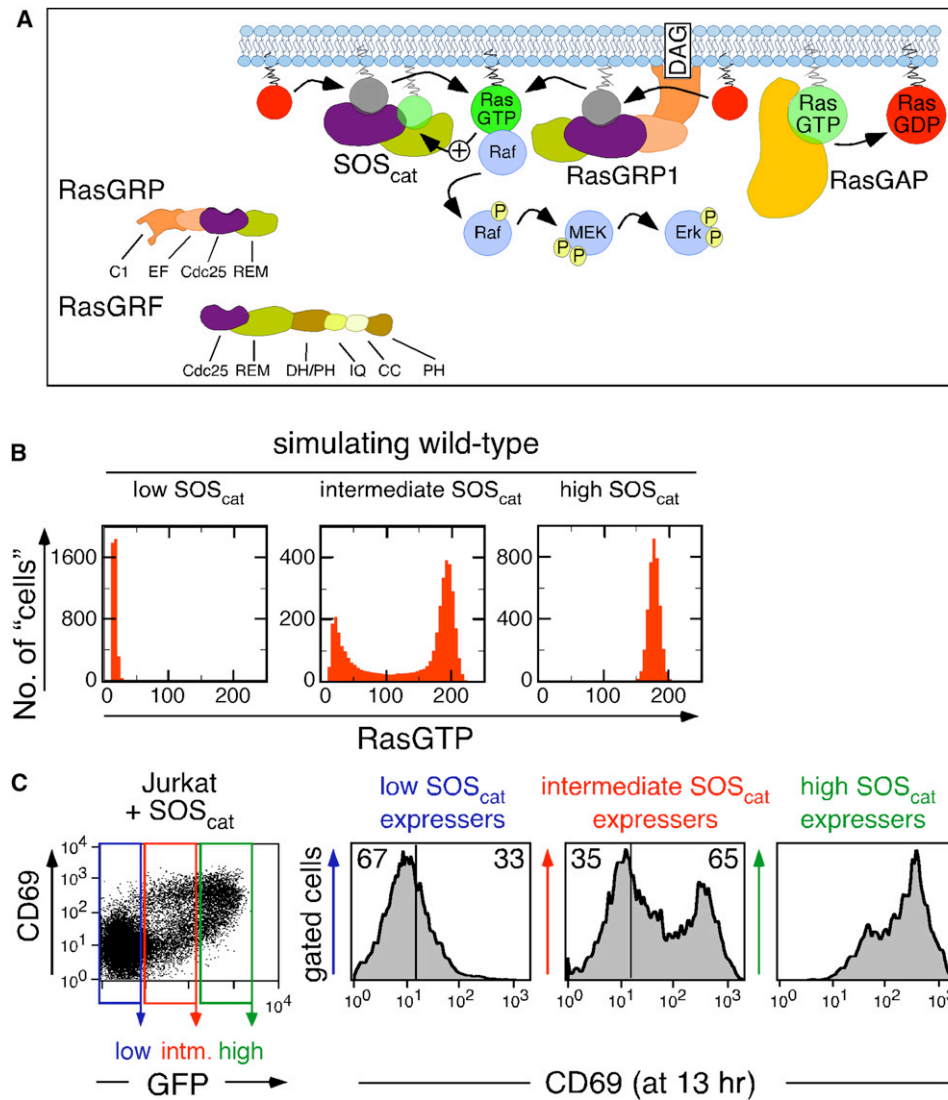 A
DAG
Ras
GTP
Ras
GTP
Ras
GDP
+
Raf
SOScat
RasGRP1
RasGAP
RasGRP
P
Raf
MEK
P
P
Erk
P
P
C1 EF Cdc25 REM
RasGRF
Cdc25 REM DH/PH IQ CC PH
B
simulating wild-type
low SOScat intermediate SOScat high SOScat
No. of "cells"
1600
800
0
0 100 200
400
200
0
0 100 200
800
400
0
0 100 200
RasGTP
C
Jurkat
+ SOScat
low SOScat
expressers
intermediate SOScat
expressers
high SOScat
expressers
CD69
10^4
10^3
10^2
10^1
10^0
10^4
low intm. high
GFP
gated cells
67 33
35 65
10^0 10^1 10^2 10^3
10^0 10^1 10^2 10^3
10^0 10^1 10^2 10^3
CD69 (at 13 hr)